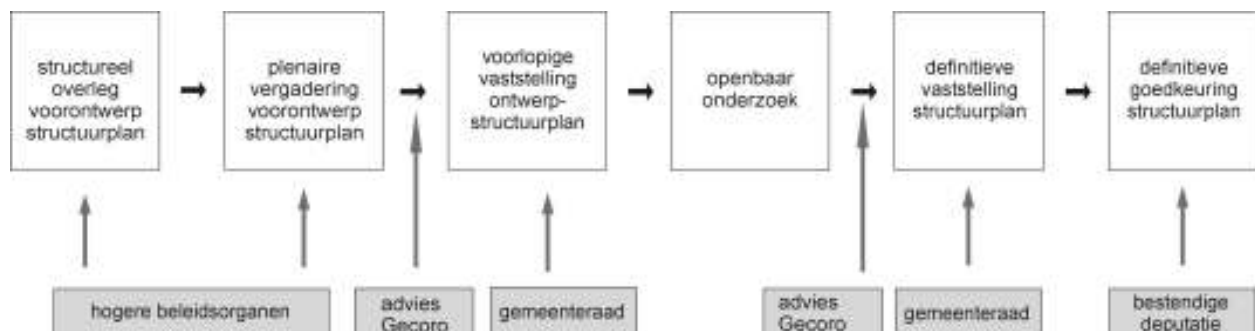 structureel
overleg
voorontwerp
structuurplan
plenaire
vergadering
voorontwerp
structuurplan
voorlopige
vaststelling
ontwerp-
structuurplan
openbaar
onderzoek
definitieve
vaststelling
structuurplan
definitieve
goedkeuring
structuurplan
hogere beleidsorganen
advies
Gecoro
gemeenteraad
advies
Gecoro
gemeenteraad
bestendige
deputatie